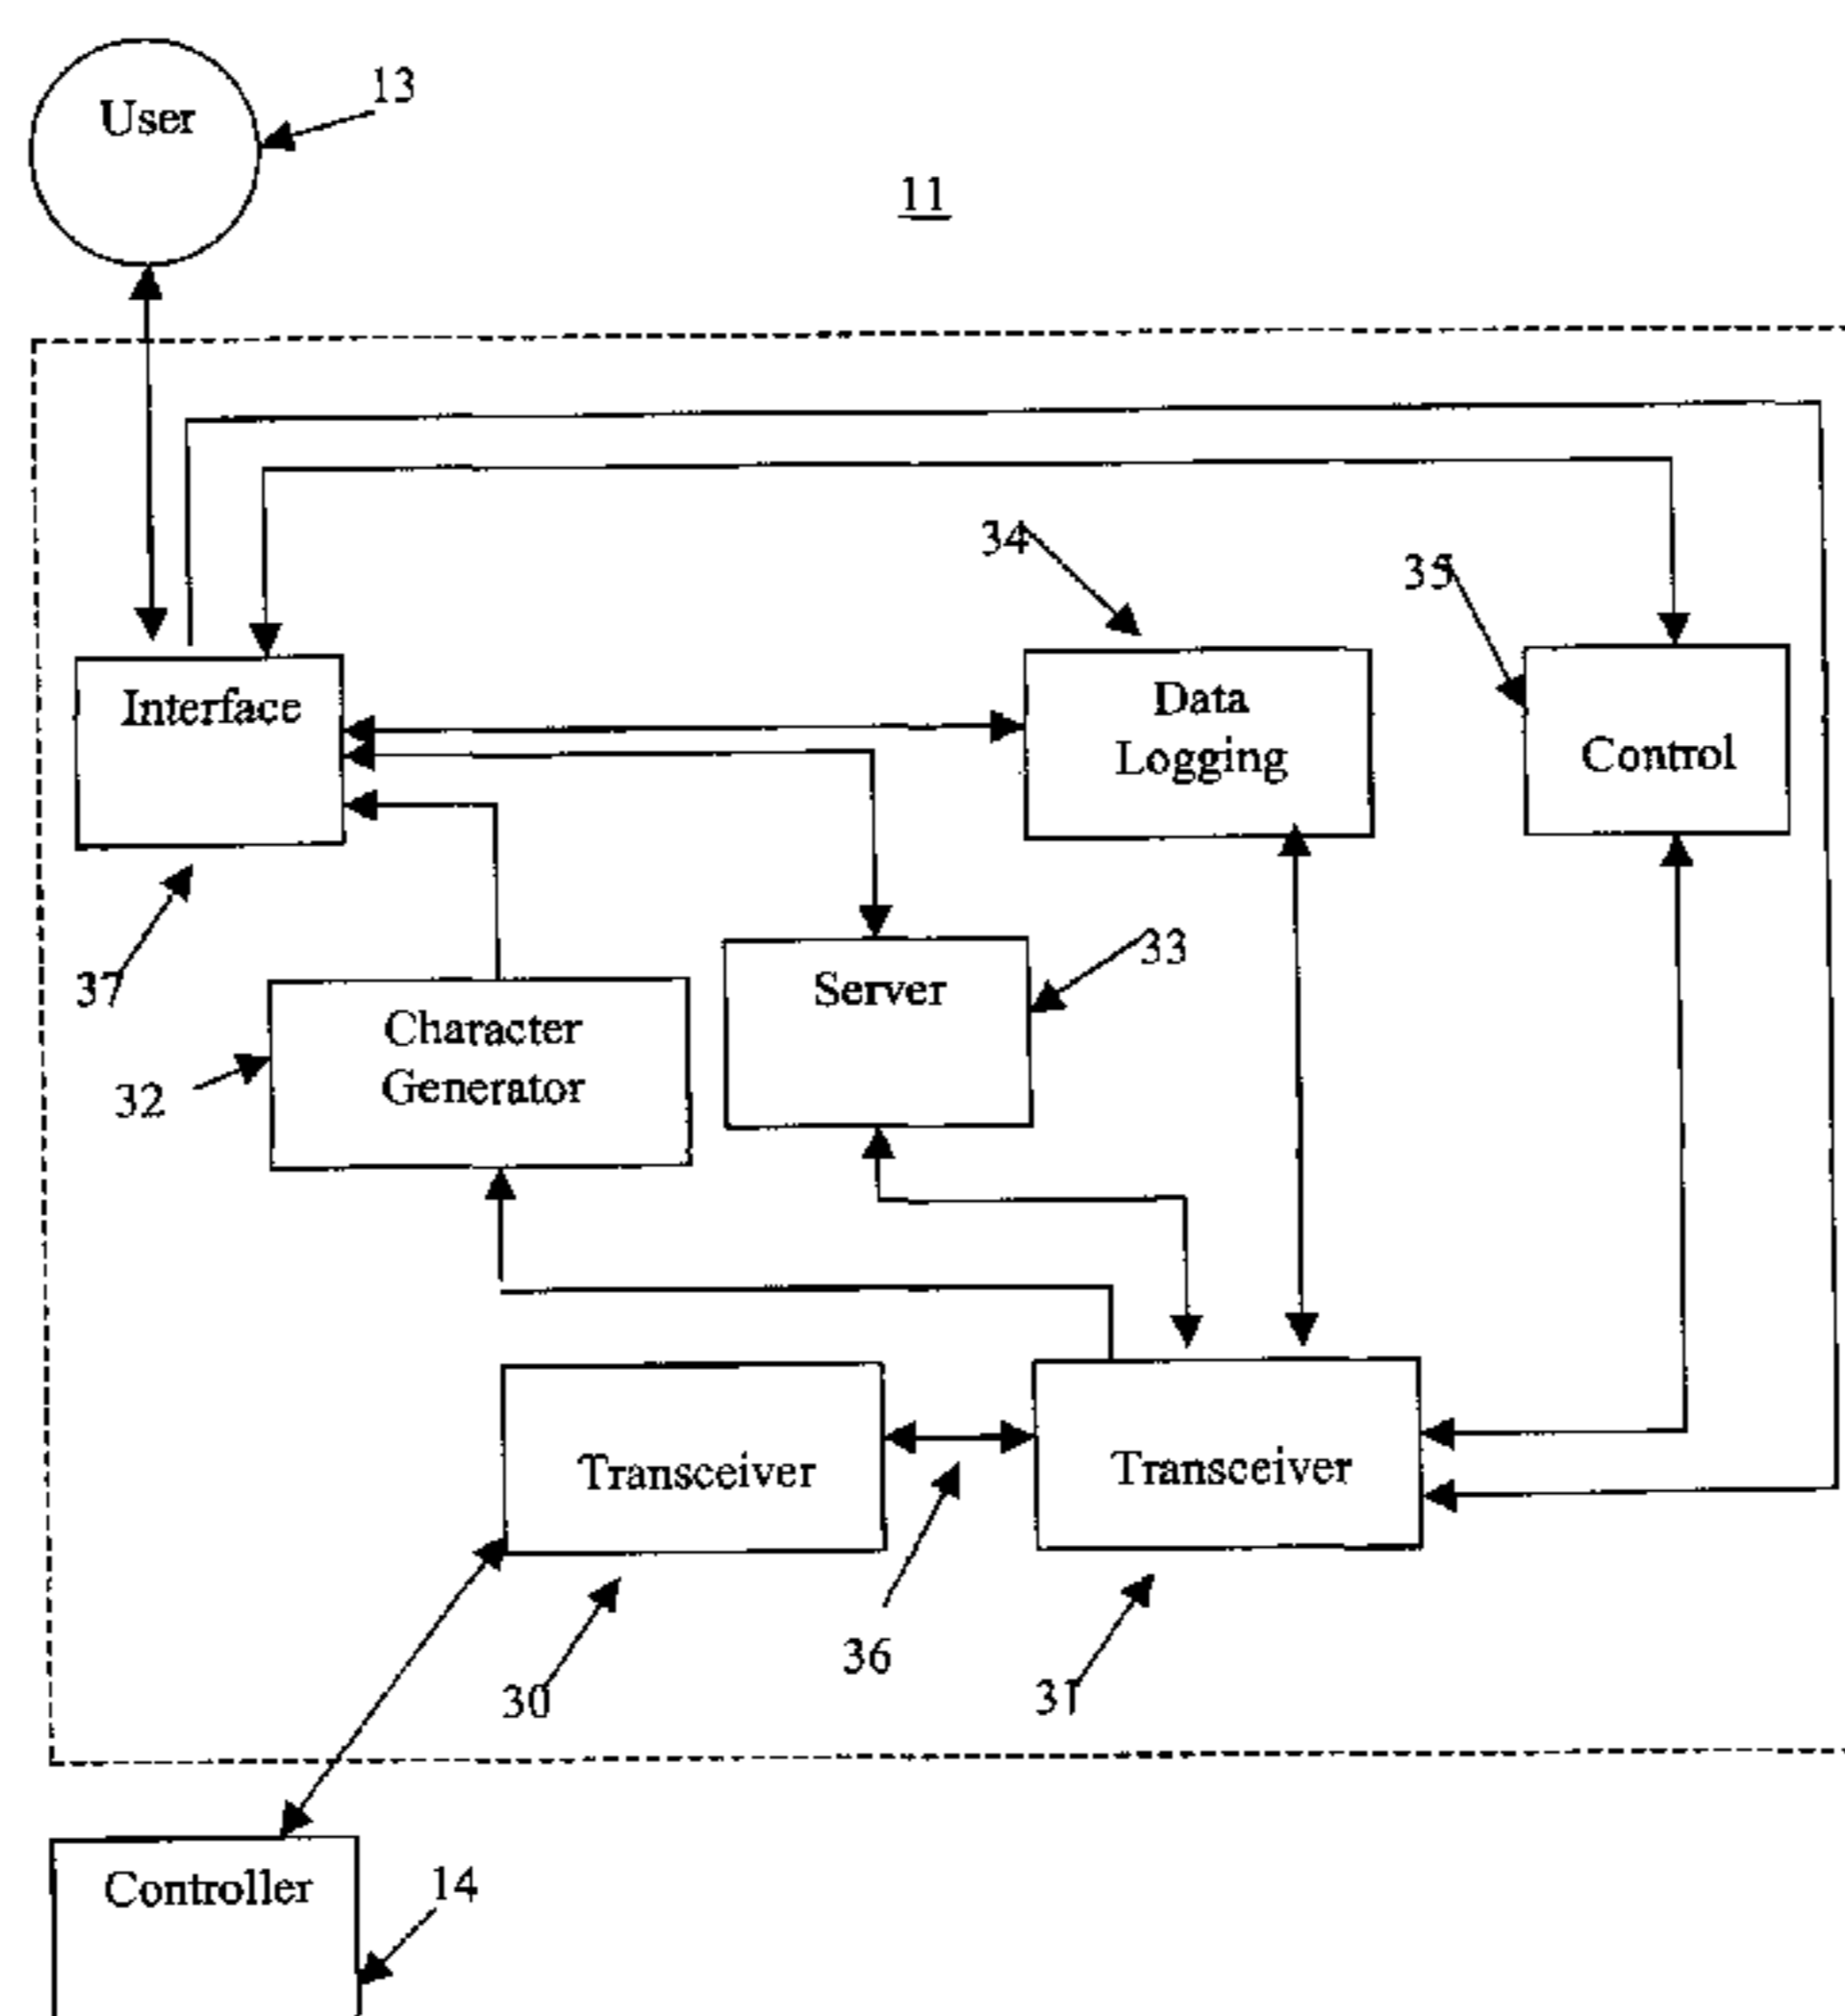 User
13
11
34
35
Interface
Data
Logging
Control
37
Server
33
Character
Generator
32
Transceiver
Transceiver
36
30
31
Controller
14